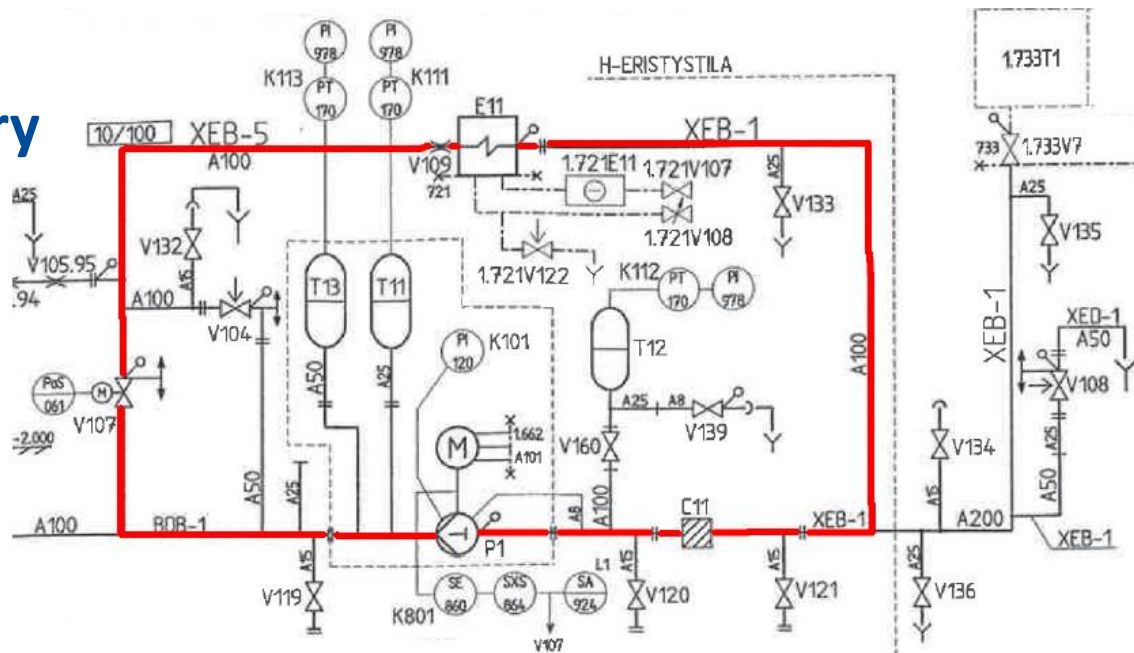 PI
978
PI
978
K113
K111
PT
170
PT
170
H-ERISTYSTILA
1.733T1
ry
10/100
XEB-5
A100
E11
XEB-1
733
1.733V7
V109
721
1.721E11
1.721V107
A25
V133
A25
V135
A25
V132
A15
1.721V108
1.721V122
V105.95
.94
A100
V104
T13
T11
K112
PT
170
PI
978
K101
PI
120
T12
A100
XEB-1
XED-1
A50
V108
PoS
061
M
V107
-2.000
A50
A25
A25
A8
V139
V160
M
1.662
A101
V134
A25
A50
A50
A25
A100
A8
C11
A15
A100
BDB-1
P1
XEB-1
A200
XEB-1
A15
V119
L1
A15
V120
A15
V121
A25
V136
K801
SE
860
SXS
864
SA
924
V107